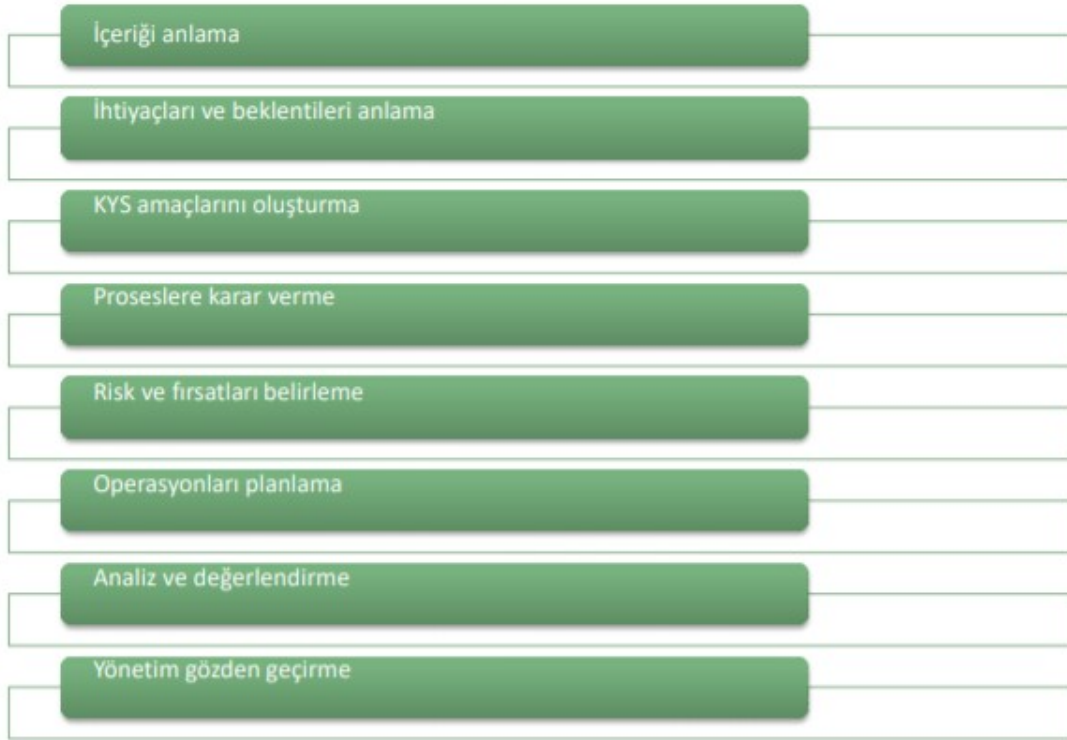 İçeriği anlama
İhtiyaçları ve beklentileri anlama
KYS amaçlarını oluşturma
Proseslere karar verme
Risk ve fırsatları belirleme
Operasyonları planlama
Analiz ve değerlendirme
Yönetim gözden geçirme